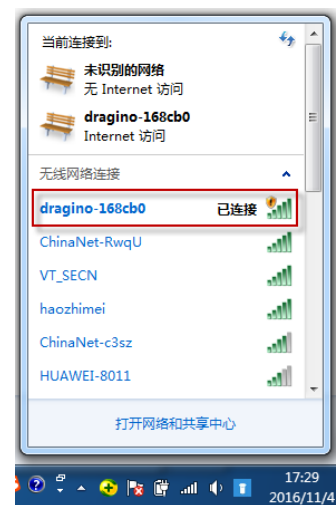 当前连接到:
未识别的网络
无 Internet 访问
dragino-168cb0
Internet 访问
无线网络连接
dragino-168cb0 已连接
ChinaNet-RwqU
VT_SECN
haozhimei
ChinaNet-c3sz
HUAWEI-8011
打开网络和共享中心
17:29
2016/11/4